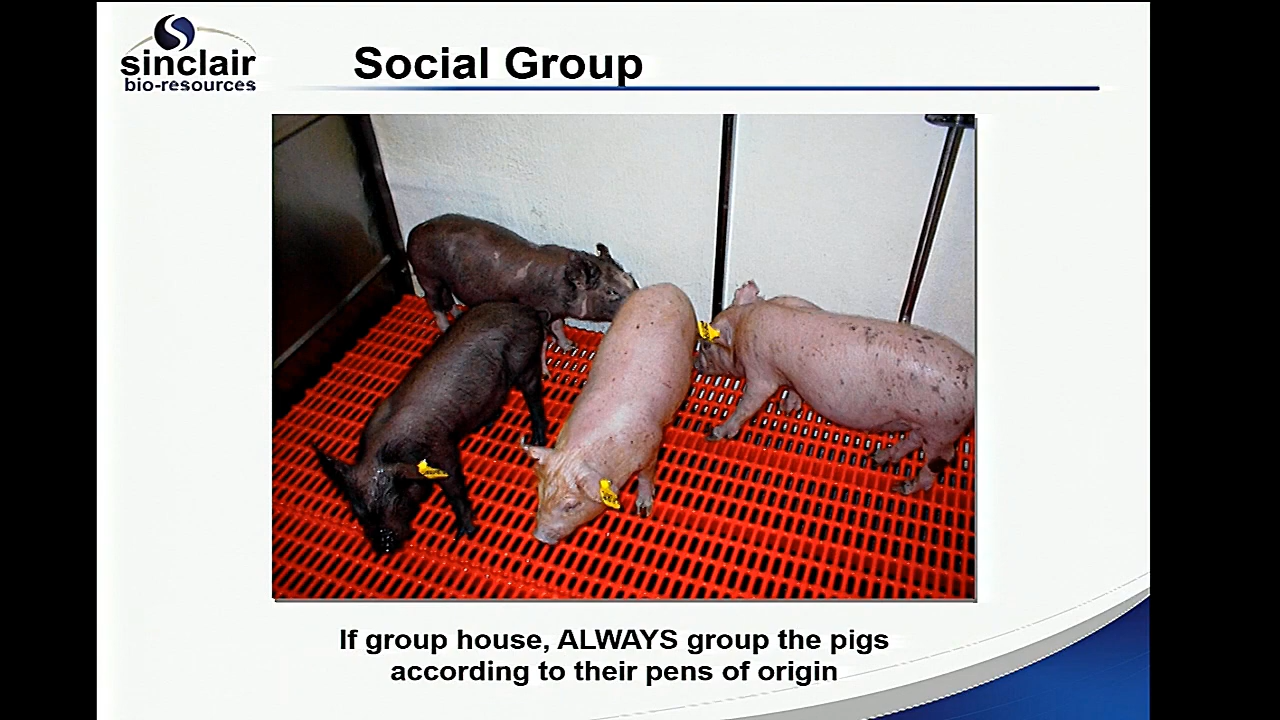 sinclair
bio-resources
Social Group
If group house, ALWAYS group the pigs
according to their pens of origin